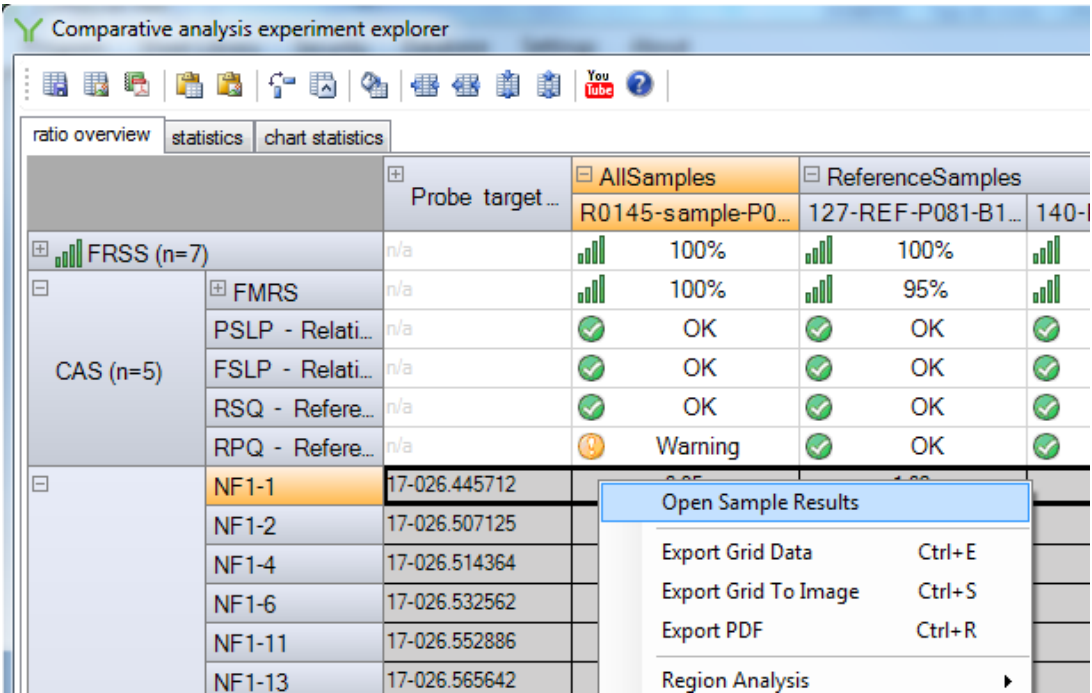 Comparative analysis experiment explorer
You Tube
ratio overview statistics chart statistics
Probe target ... AllSamples ReferenceSamples
R0145-sample-P0... 127-REF-P081-B1...
FRSS (n=7) n/a 100% 100%
FMRS n/a 100% 95%
PSLP - Relati... n/a OK OK
CAS (n=5) FSLP - Relati... n/a OK OK
RSQ - Refere... n/a OK OK
RPQ - Refere... n/a Warning OK
NF1-1 17-026.445712
Open Sample Results
NF1-2 17-026.507125
Export Grid Data Ctrl+E
NF1-4 17-026.514364
Export Grid To Image Ctrl+S
NF1-6 17-026.532562
Export PDF Ctrl+R
NF1-11 17-026.552886
Region Analysis
NF1-13 17-026.565642